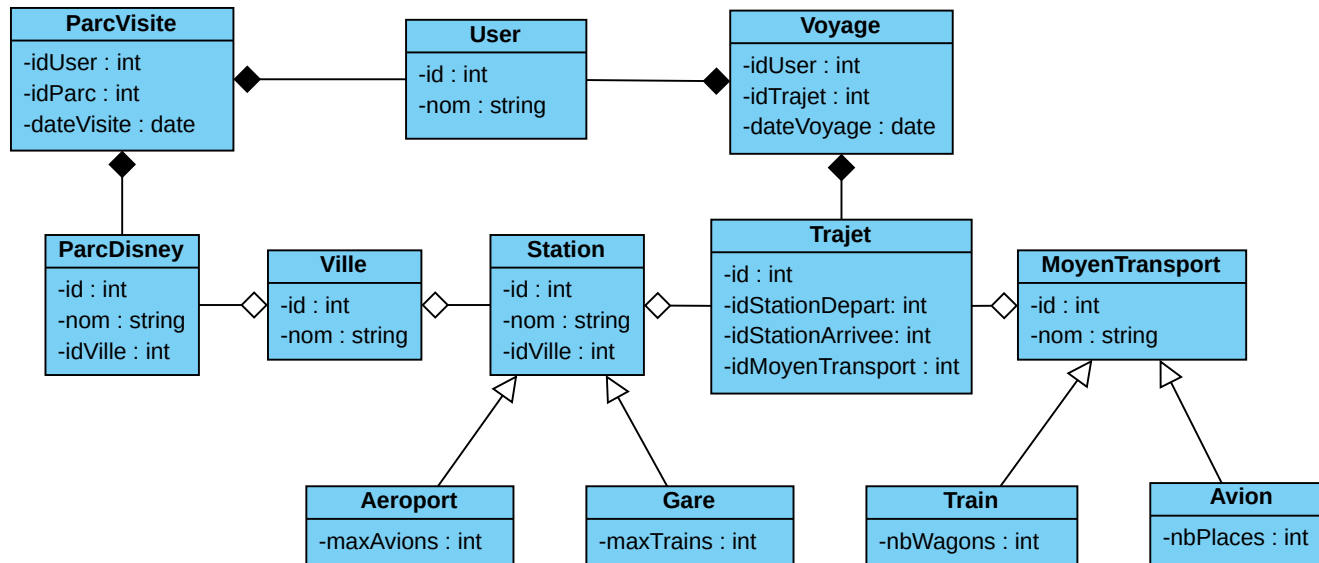 ParcVisite
-idUser : int
-idParc : int
-dateVisite : date
User
-id : int
-nom : string
Voyage
-idUser : int
-idTrajet : int
-dateVoyage : date
ParcDisney
-id : int
-nom : string
-idVille : int
Ville
-id : int
-nom : string
Station
-id : int
-nom : string
-idVille : int
Trajet
-id : int
-idStationDepart: int
-idStationArrivee: int
-idMoyenTransport : int
MoyenTransport
-id : int
-nom : string
Aeroport
-maxAvions : int
Gare
-maxTrains : int
Train
-nbWagons : int
Avion
-nbPlaces : int